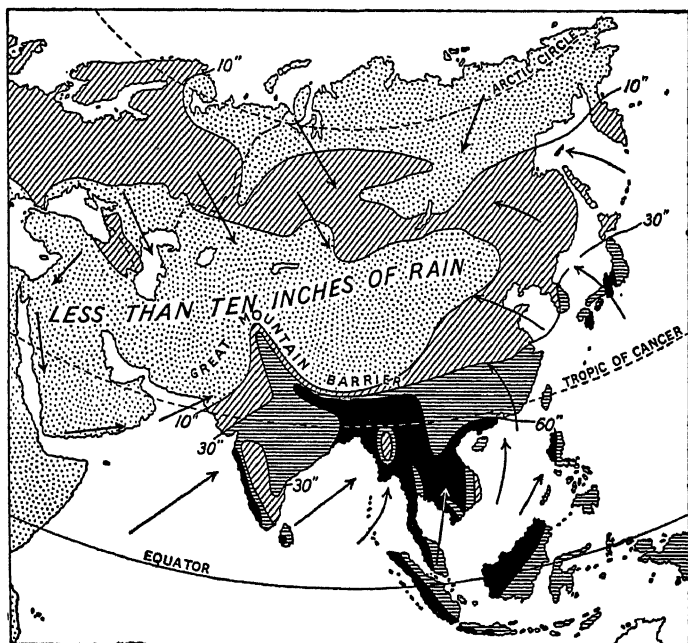 10"
ARCTIC CIRCLE
10"
30"
LESS THAN TEN INCHES OF RAIN
GREAT MOUNTAIN BARRIER
TROPIC OF CANCER
10"
60"
30"
30"
EQUATOR